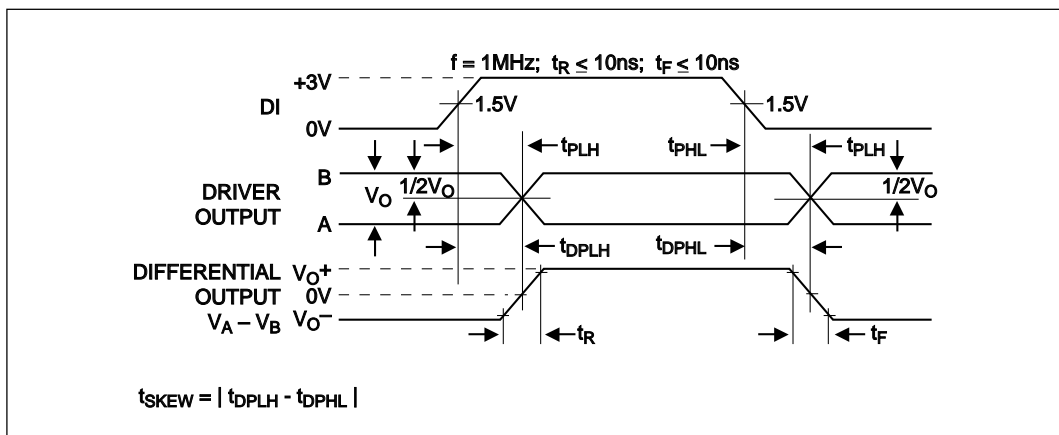 f = 1MHz; tR ≤ 10ns; tF ≤ 10ns
+3V
DI
1.5V
1.5V
0V
tPLH
tPHL
tPLH
B
DRIVER
OUTPUT
VO
1/2VO
1/2VO
A
tDPLH
tDPHL
DIFFERENTIAL
OUTPUT
VA – VB
VO+
0V
VO–
tR
tF
tSKEW = | tDPLH - tDPHL |